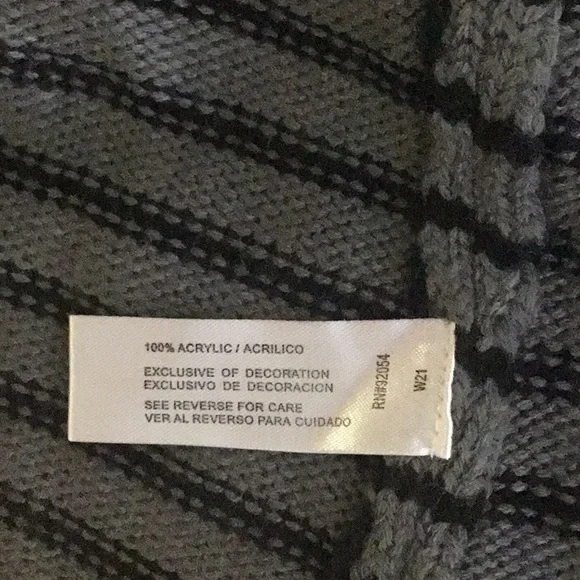 100% ACRYLIC / ACRILICO
EXCLUSIVE OF DECORATION
EXCLUSIVO DE DECORACION
SEE REVERSE FOR CARE
VER AL REVERSO PARA CUIDADO
RN#92054
W21